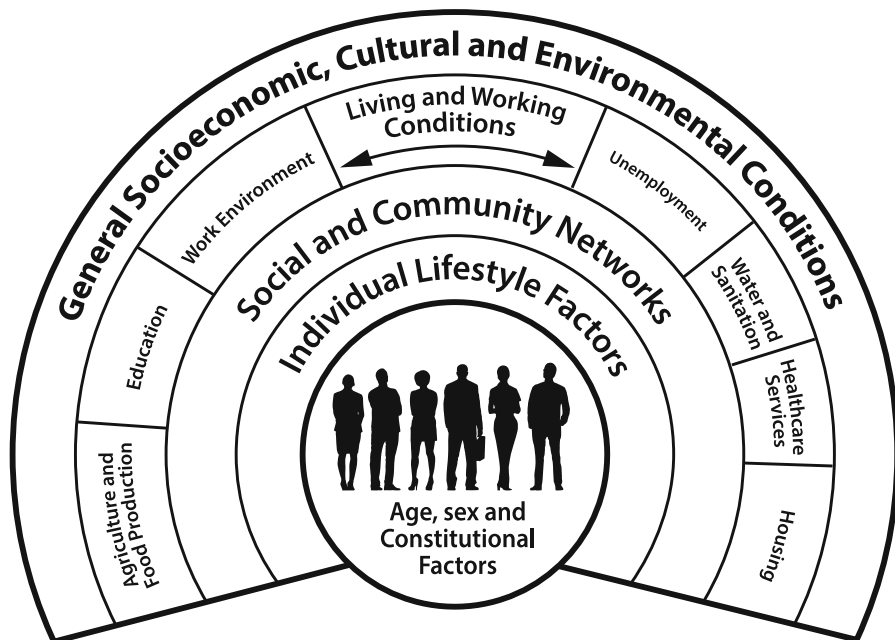 General Socioeconomic, Cultural and Environmental Conditions
Living and Working
Conditions
Agriculture and
Food Production
Education
Work Environment
Unemployment
Water and
Sanitation
Healthcare
Services
Housing
Social and Community Networks
Individual Lifestyle Factors
Age, sex and
Constitutional
Factors